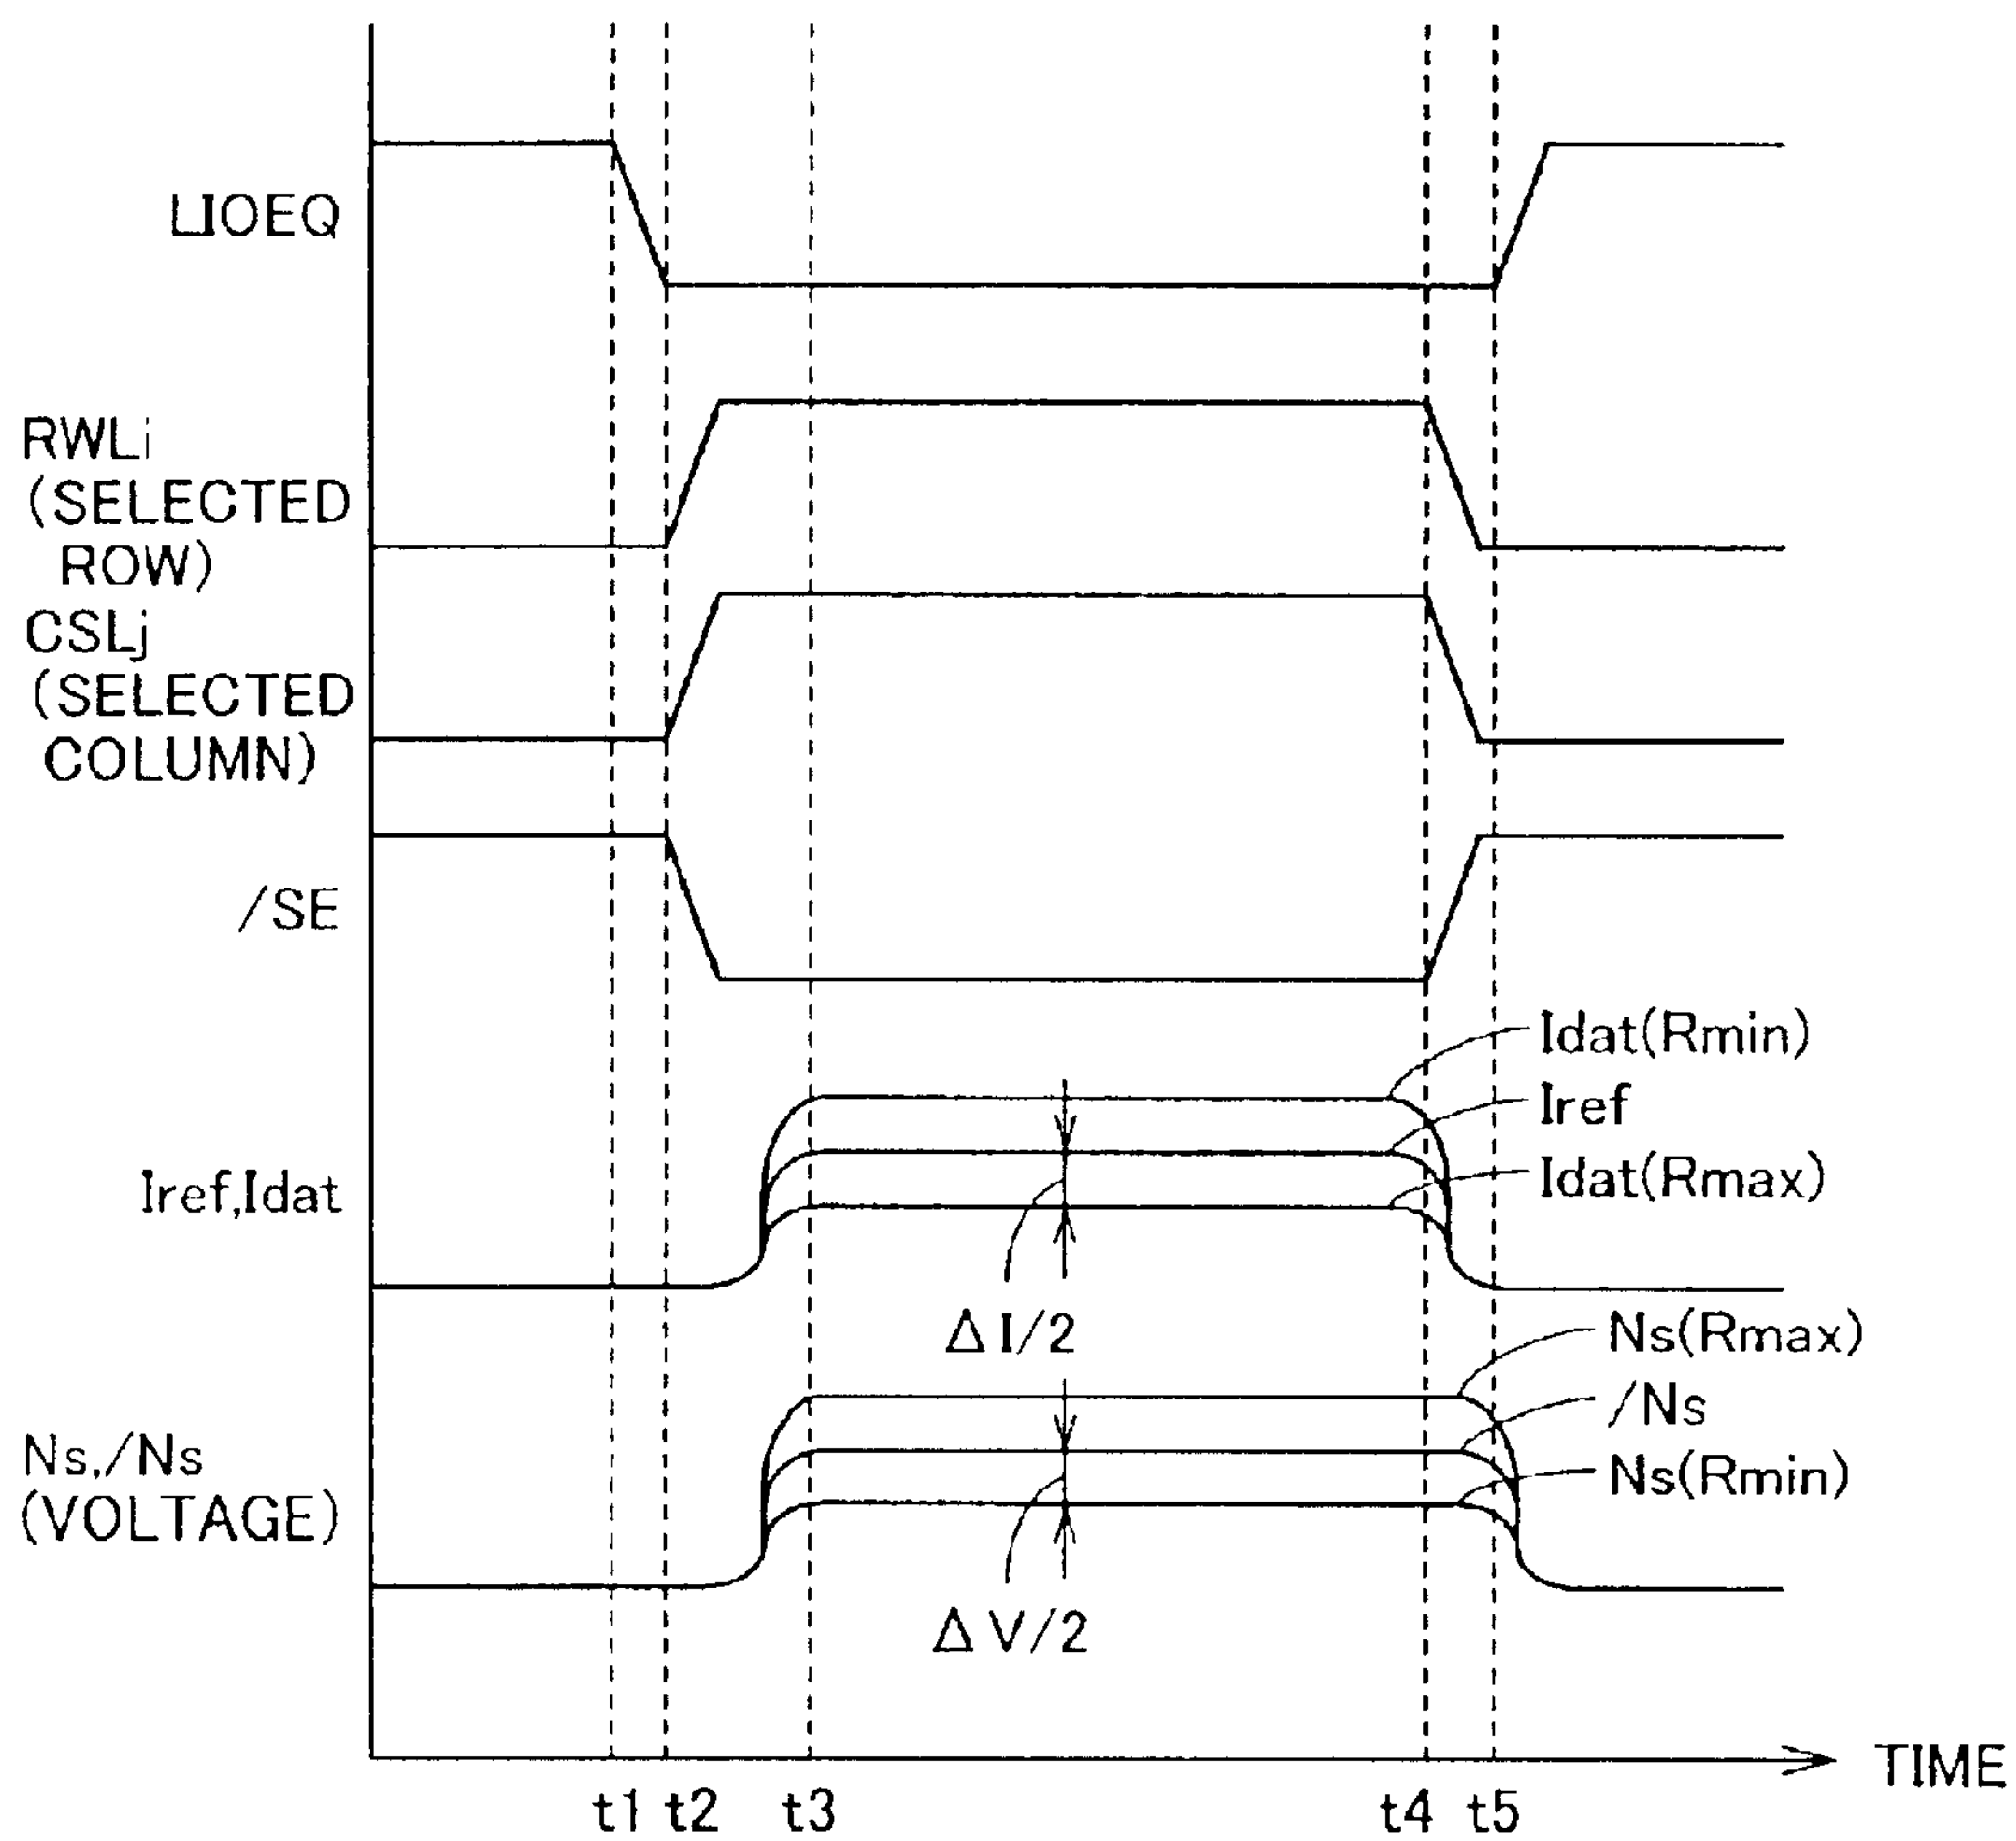 LIOEQ
RWLi
(SELECTED
ROW)
CSLj
(SELECTED
COLUMN)
/SE
Idat(Rmin)
Iref
Idat(Rmax)
Iref,Idat
ΔI/2
Ns(Rmax)
/Ns
Ns(Rmin)
Ns,/Ns
(VOLTAGE)
ΔV/2
TIME
t1 t2 t3 t4 t5